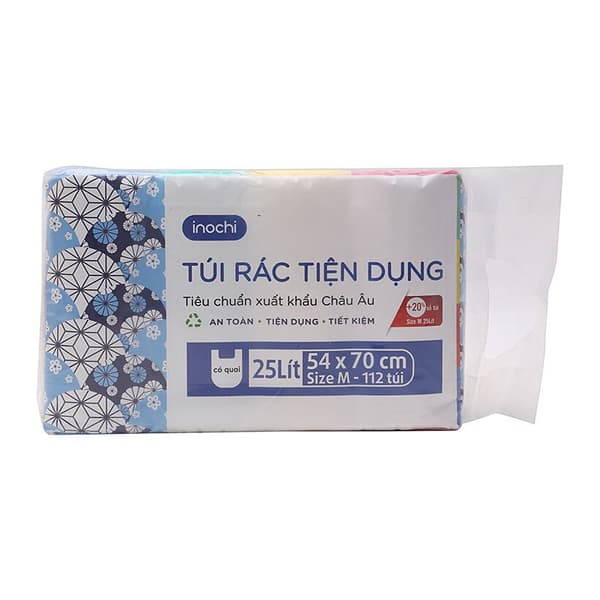 inochi
TÚI RÁC TIỆN DỤNG
Tiêu chuẩn xuất khẩu Châu Âu
AN TOÀN • TIỆN DỤNG • TIẾT KIỆM
+20%
Size M 25Lít
có quai
25Lít
54 x 70 cm
Size M - 112 túi